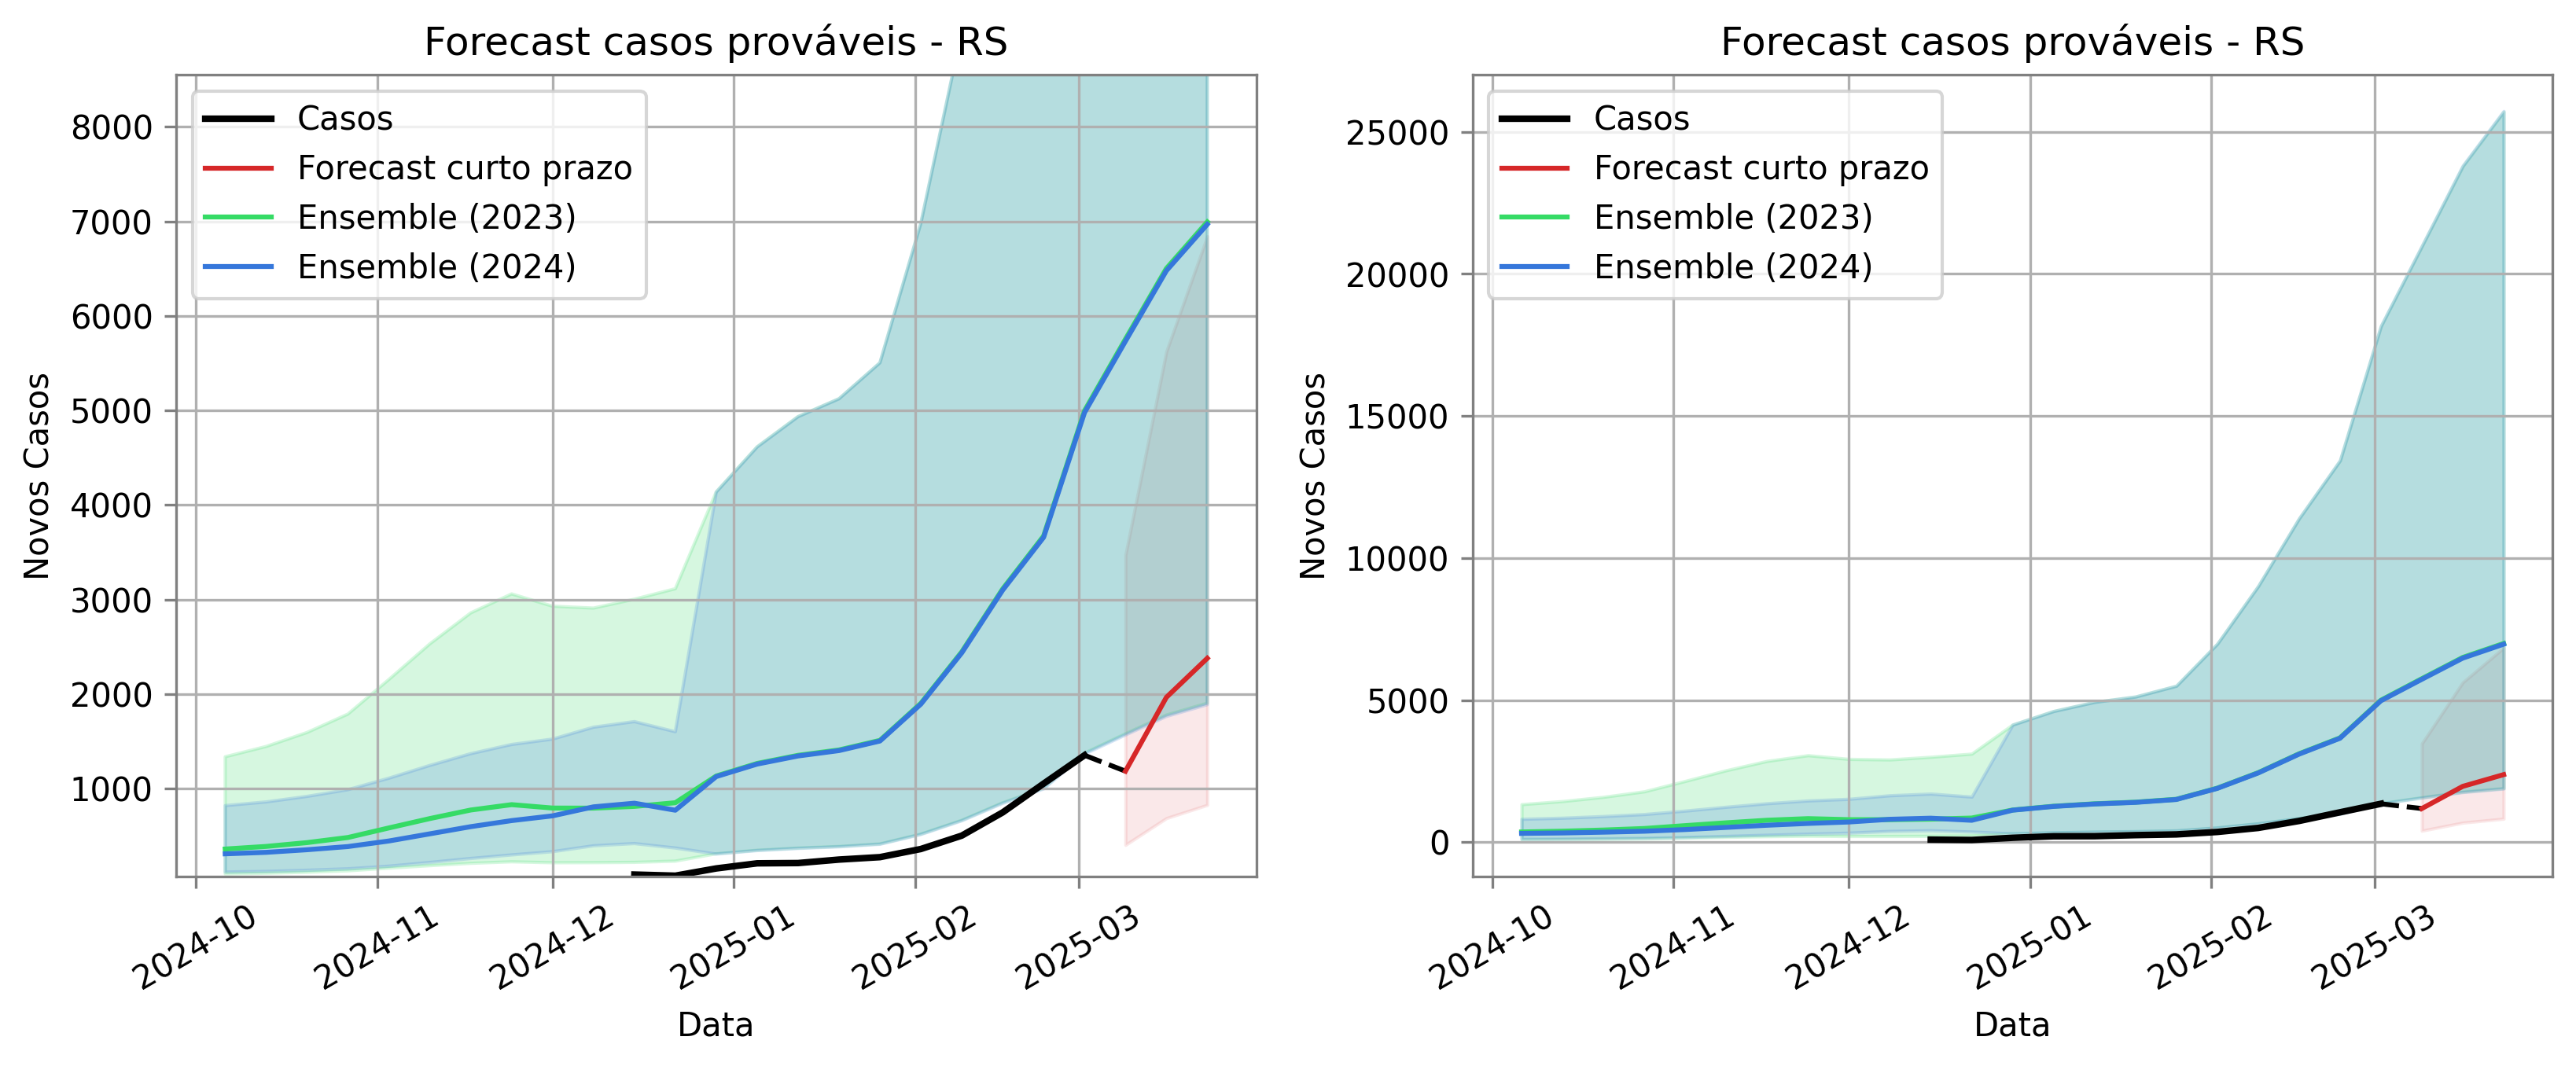 Forecast casos prováveis - RS
Casos
Forecast curto prazo
Ensemble (2023)
Ensemble (2024)
8000
7000
6000
5000
4000
3000
2000
1000
Novos Casos
2024-10
2024-11
2024-12
2025-01
2025-02
2025-03
Data
Forecast casos prováveis - RS
Casos
Forecast curto prazo
Ensemble (2023)
Ensemble (2024)
25000
20000
15000
10000
5000
0
Novos Casos
2024-10
2024-11
2024-12
2025-01
2025-02
2025-03
Data